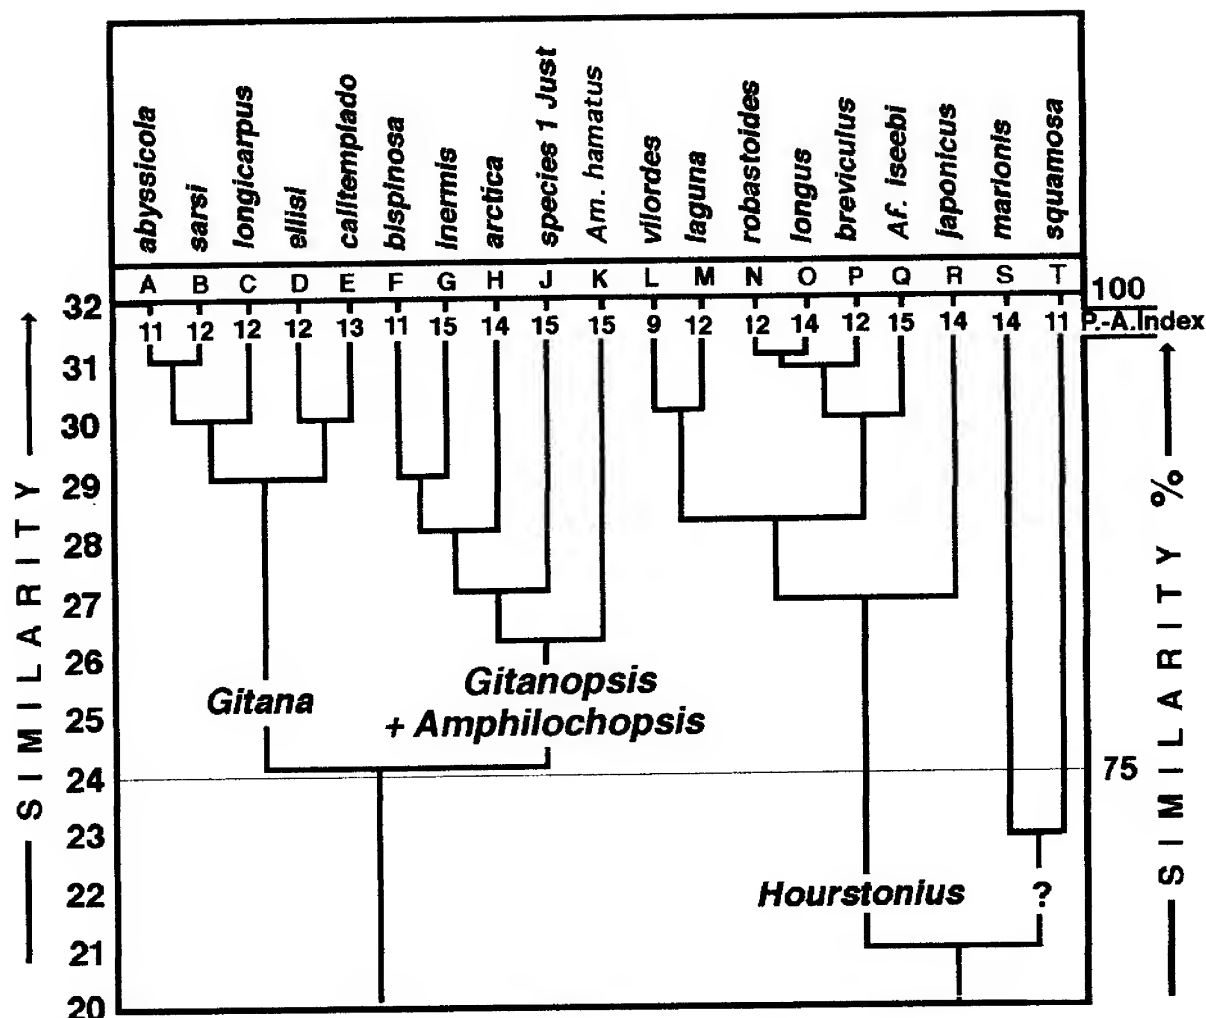 abyssicola sarsi longicarpus ellisi calltemplado bispinosa inermis arctica species 1 Just Am. hamatus vilordes laguna robastoides longus breviculus Af. iseebi japonicus marionis squamosa
A B C D E F G H J K L M N O P Q R S T
100
32
11 12 12 12 13 11 15 14 15 15 9 12 12 14 12 15 14 14 11 P.-A.Index
31
30
29
28
27
26
25
24
23
22
21
20
SIMILARITY
Gitana
Gitanopsis
+ Amphilochopsis
75
Hourstonius
?
SIMILARITY %